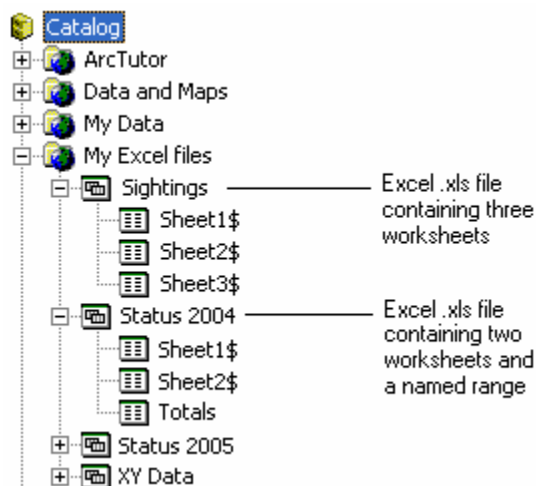 Catalog
ArcTutor
Data and Maps
My Data
My Excel files
Sightings
Excel .xls file
containing three
worksheets
Sheet1$
Sheet2$
Sheet3$
Status 2004
Excel .xls file
containing two
worksheets and
a named range
Sheet1$
Sheet2$
Totals
Status 2005
XY Data